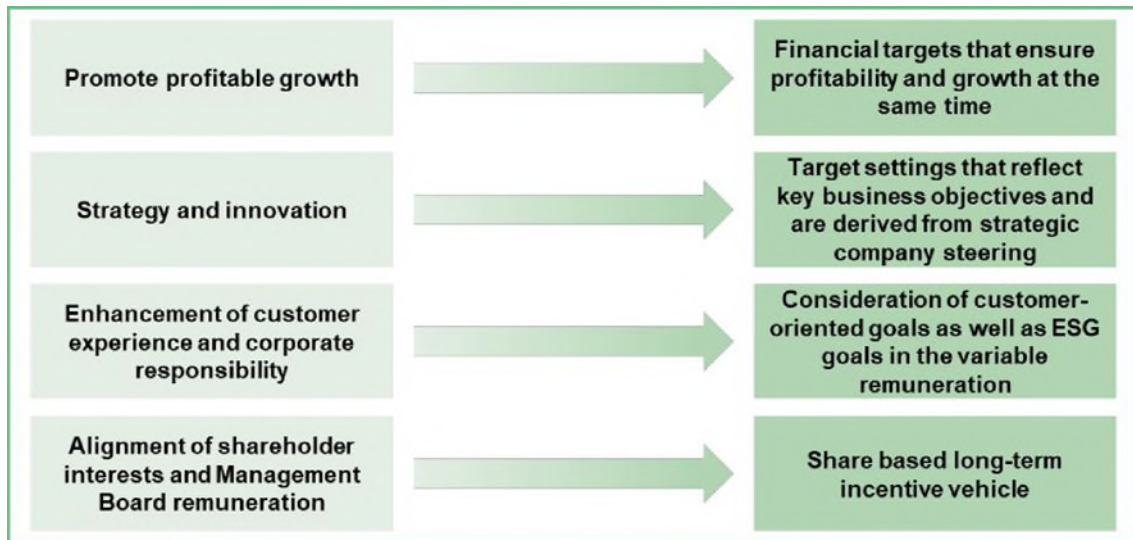 Promote profitable growth
Financial targets that ensure
profitability and growth at the
same time
Strategy and innovation
Target settings that reflect
key business objectives and
are derived from strategic
company steering
Enhancement of customer
experience and corporate
responsibility
Consideration of customer-
oriented goals as well as ESG
goals in the variable
remuneration
Alignment of shareholder
interests and Management
Board remuneration
Share based long-term
incentive vehicle